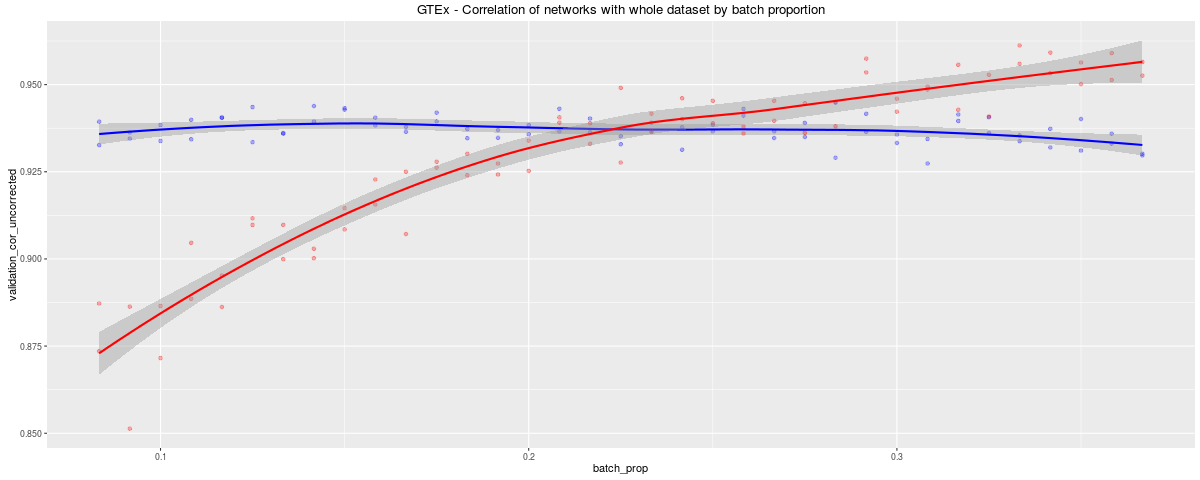 GTEx - Correlation of networks with whole dataset by batch proportion
validation_cor_uncorrected
0.950
0.925
0.900
0.875
0.850
0.1
0.2
0.3
batch_prop